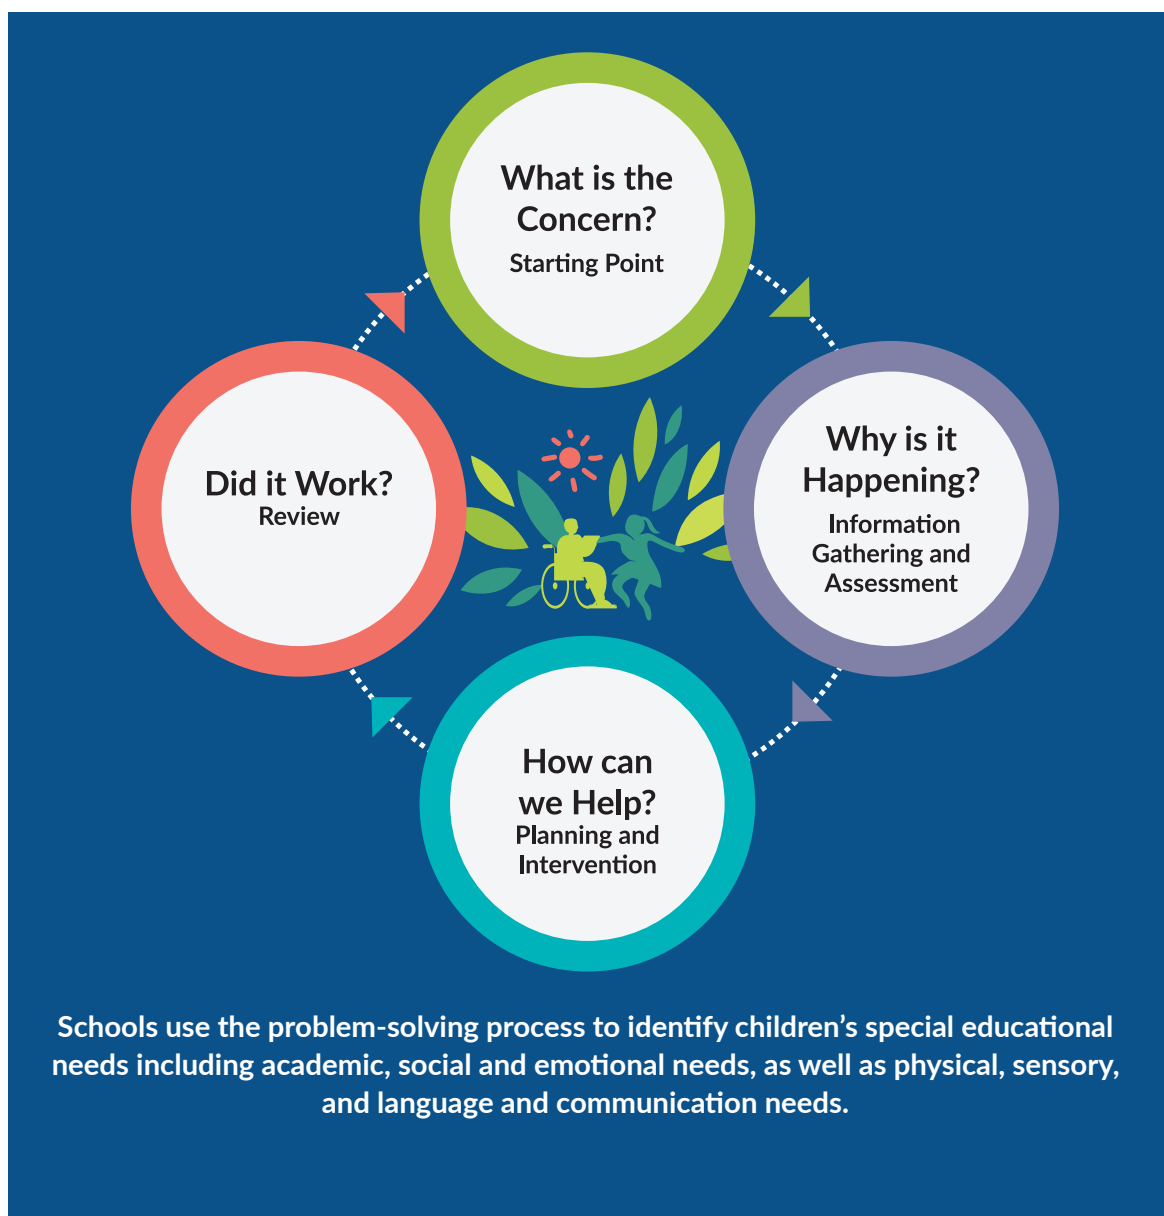 What is the
Concern?
Starting Point
Why is it
Happening?
Information
Gathering and
Assessment
How can
we Help?
Planning and
Intervention
Did it Work?
Review
Schools use the problem-solving process to identify children’s special educational
needs including academic, social and emotional needs, as well as physical, sensory,
and language and communication needs.